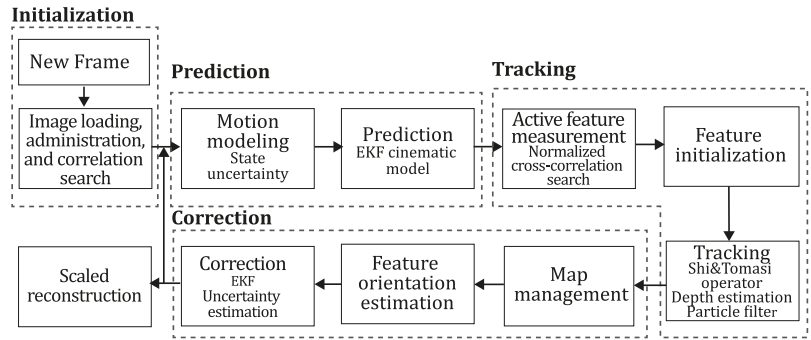 Initialization
New Frame
Image loading,
administration,
and correlation
search
Prediction
Motion
modeling
State
uncertainty
Prediction
EKF cinematic
model
Tracking
Active feature
measurement
Normalized
cross-correlation
search
Feature
initialization
Tracking
Shi&Tomasi
operator
Depth estimation
Particle filter
Correction
Map
management
Feature
orientation
estimation
Correction
EKF
Uncertainty
estimation
Scaled
reconstruction